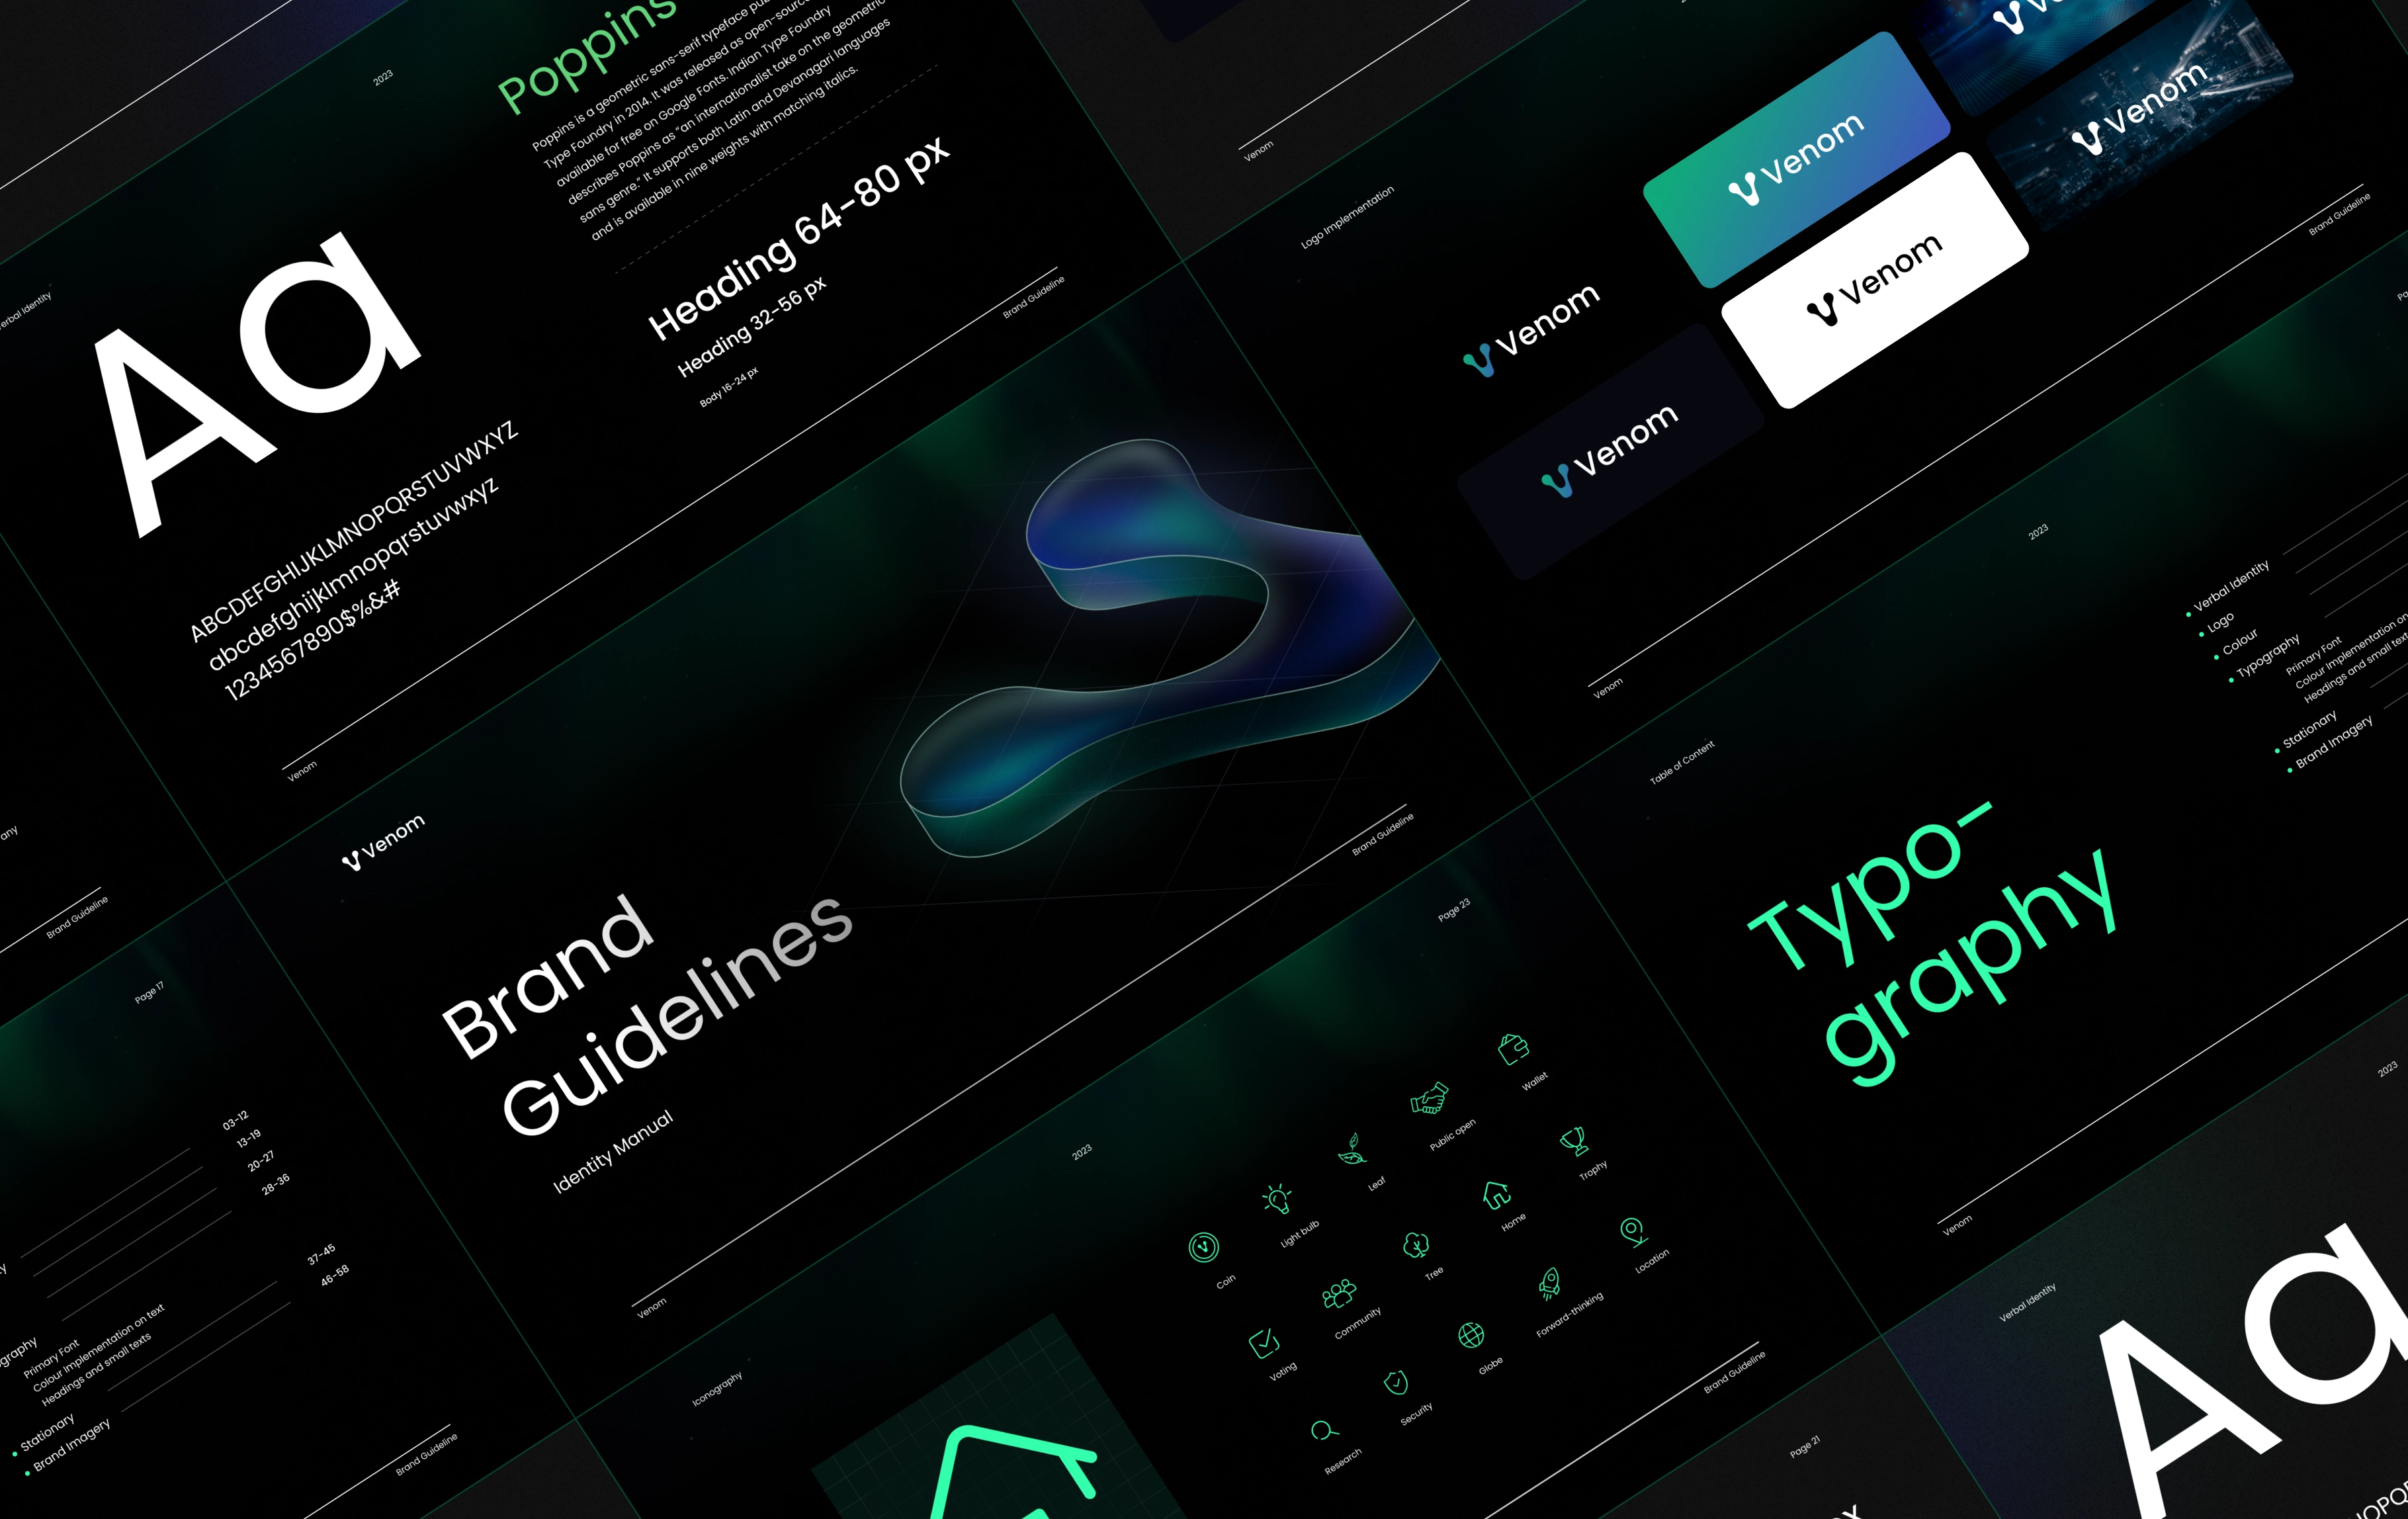 2023
Verbal Identity
Poppins
Poppins is a geometric sans-serif typeface
Type Foundry in 2014. It was released as open-source
available for free on Google Fonts. Indian Type Foundry
describes Poppins as "an internationalist take on the geometric
sans genre." It supports both Latin and Devanagari languages
and is available in nine weights with matching italics.
Aa
ABCDEFGHIJKLMNOPQRSTUVWXYZ
abcdefghijklmnopqrstuvwxyz
1234567890$%&#
Heading 64-80 px
Heading 32-56 px
Body 16-24 px
Venom
Brand Guideline
Venom
Logo Implementation
Venom
Venom
Venom
Venom
Venom
Venom
Brand Guideline
Venom
Brand
Guidelines
Identity Manual
Venom
Brand Guideline
2023
Table of Content
Verbal Identity
Logo
Colour
Typography
Primary Font
Colour Implementation on
Headings and small
Stationary
Brand Imagery
Typo-
graphy
Venom
Brand Guideline
Page 17
03-12
13-19
20-27
28-36
37-45
46-58
Primary Font
Colour Implementation on text
Headings and small texts
Stationary
Brand Imagery
Brand Guideline
2023
Page 23
Iconography
Coin
Light bulb
Leaf
Public open
Wallet
Voting
Community
Tree
Home
Trophy
Research
Security
Globe
Forward-thinking
Location
Brand Guideline
Page 21
2023
Verbal Identity
Aa